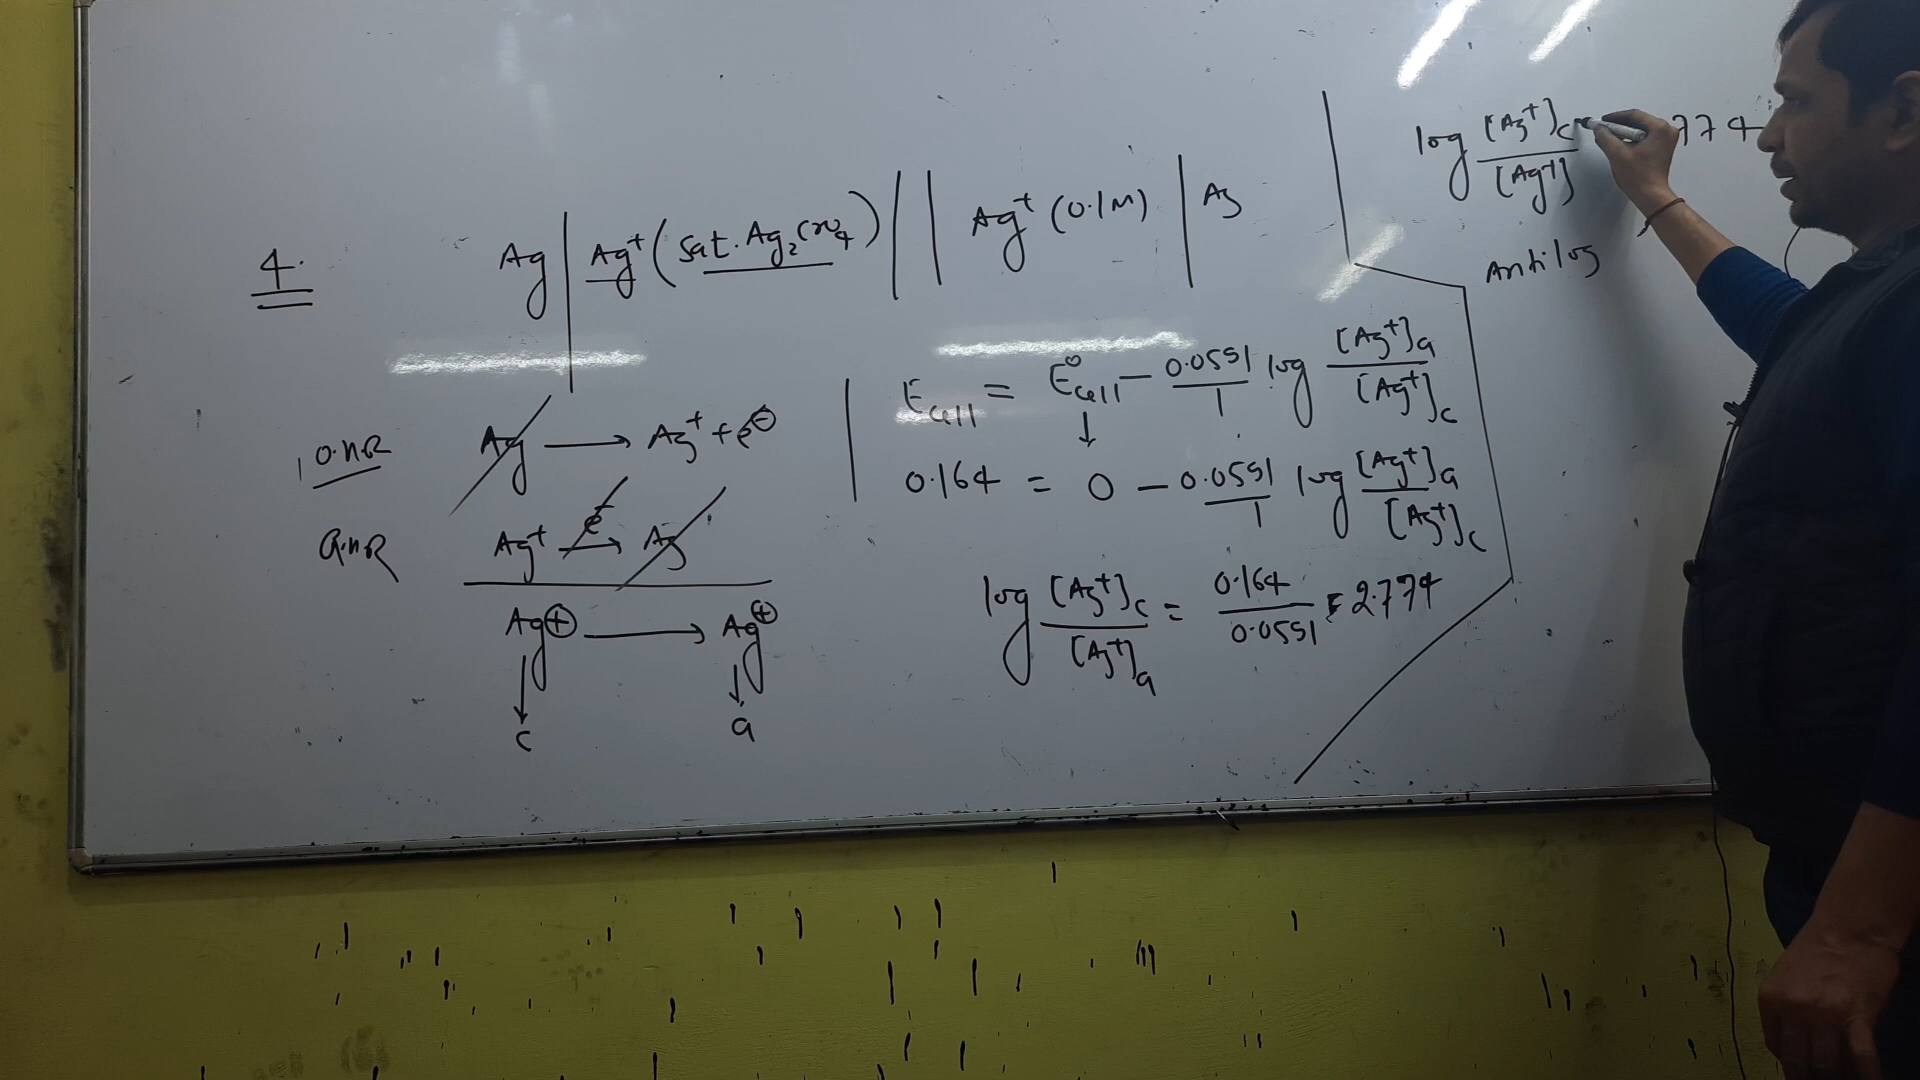 4.
Ag | Ag⁺ (Sat. Ag₂CrO₄) || Ag⁺ (0.1M) | Ag
O.H.R Ag ⟶ Ag⁺ + e⊖
Ag⁺ ⟶ Ag
e⁻
Ag⊕ ⟶ Ag⊕
↓ c ↓ a
E cell = E° cell − 0.0591/1 log [Ag⁺]a/[Ag⁺]c
↓
0.164 = 0 − 0.0591/1 log [Ag⁺]a/[Ag⁺]c
log [Ag⁺]c/[Ag⁺]a = 0.164/0.0591 = 2.774
log [Ag⁺]c/[Ag⁺] 774
Antilog